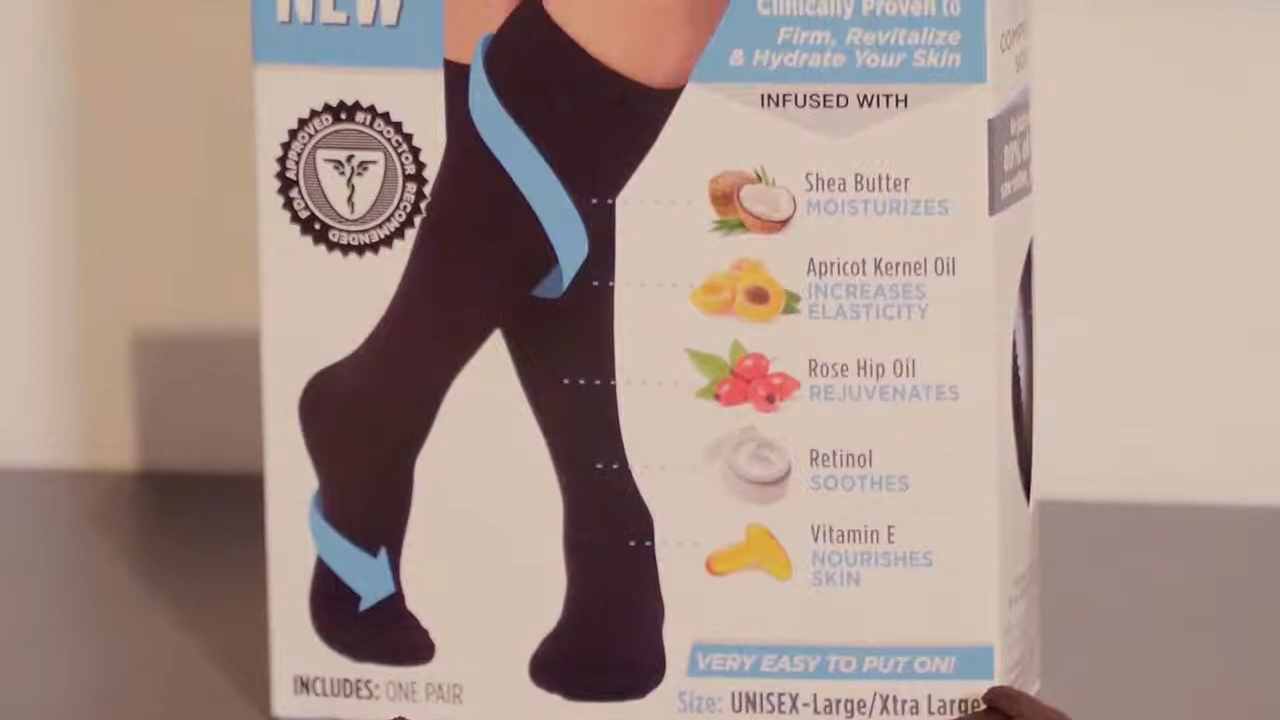 NEW
Clinically Proven to
Firm, Revitalize
& Hydrate Your Skin
INFUSED WITH
FDA APPROVED • #1 DOCTOR RECOMMENDED •
Shea Butter
MOISTURIZES
Apricot Kernel Oil
INCREASES
ELASTICITY
Rose Hip Oil
REJUVENATES
Retinol
SOOTHES
Vitamin E
NOURISHES
SKIN
VERY EASY TO PUT ON!
INCLUDES: ONE PAIR
Size: UNISEX-Large/Xtra Large